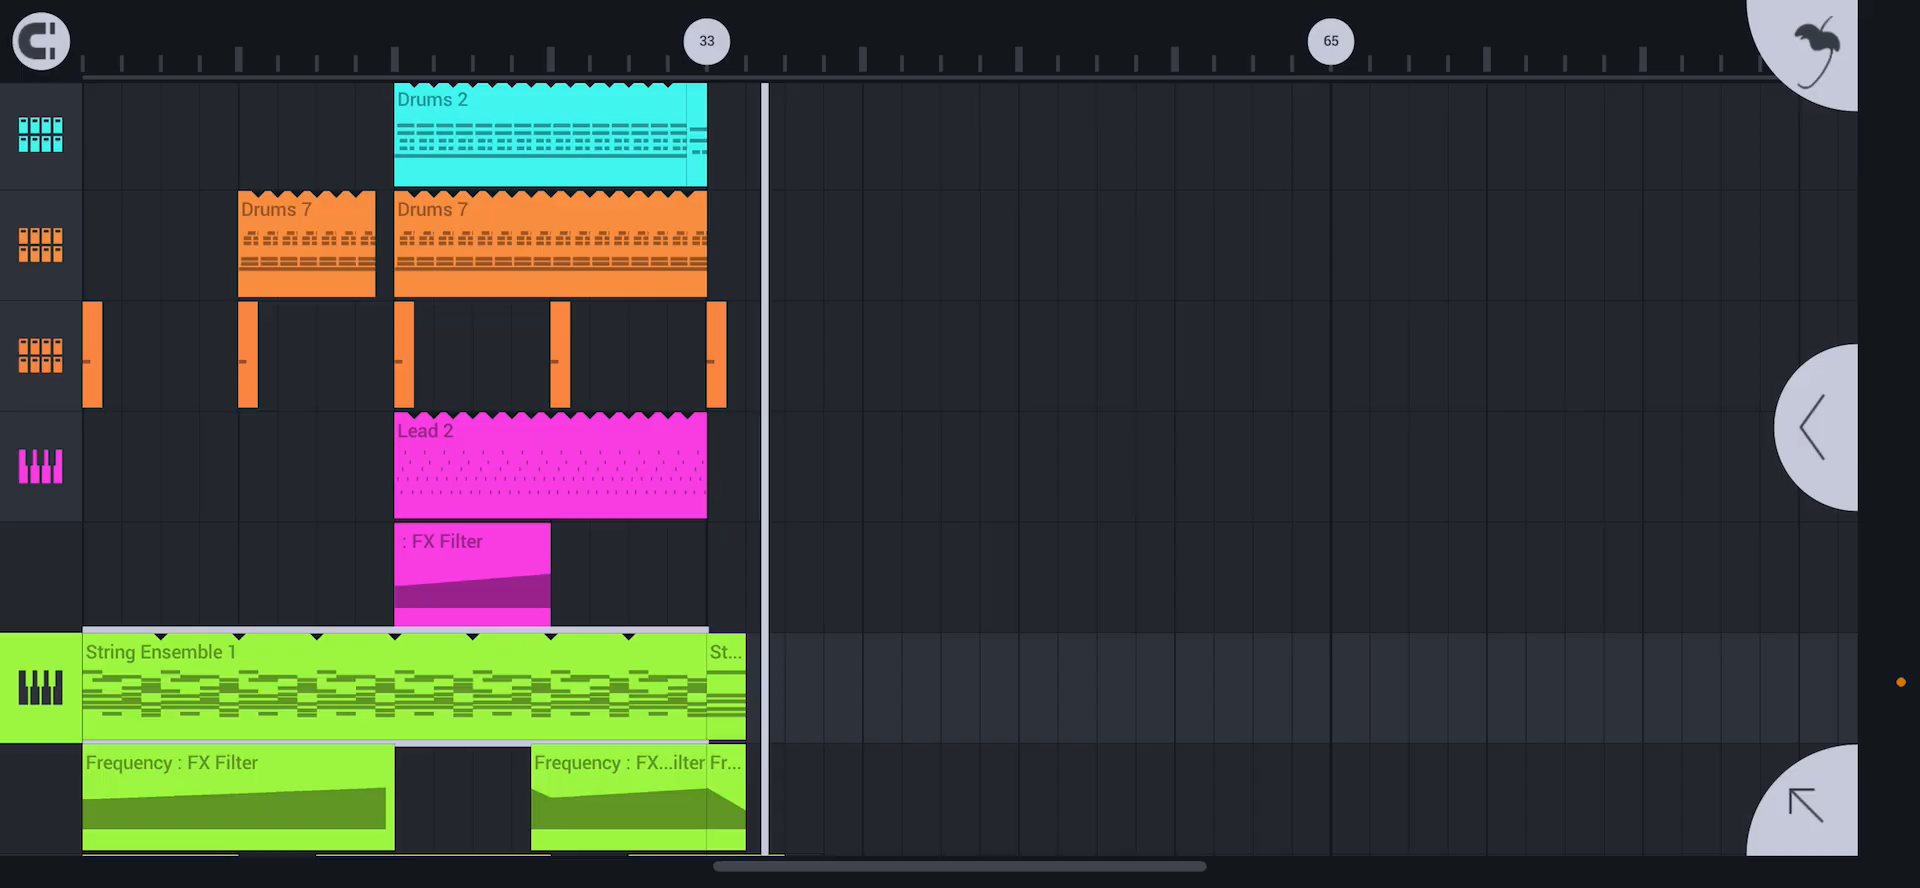 33
65
Drums 2
Drums 7
Drums 7
Lead 2
: FX Filter
String Ensemble 1
St...
Frequency : FX Filter
Frequency : FX...ilter
Fr...